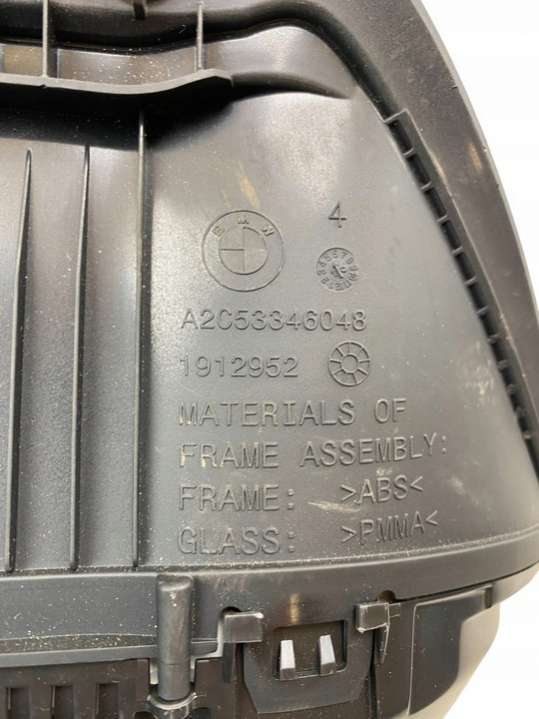 BMW
4
A2C53346048
1912952
MATERIALS OF
FRAME ASSEMBLY:
FRAME: >ABS<
GLASS: >PMMA<